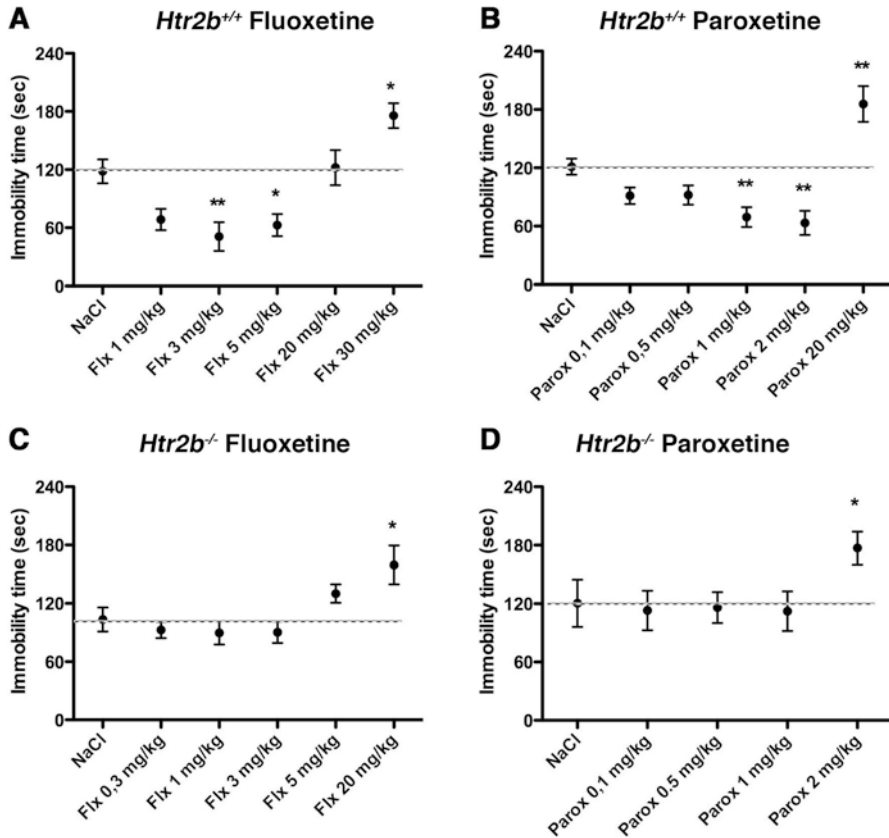 A Htr2b+/+ Fluoxetine
Immobility time (sec)
240
180
120
60
0
**
*
*
NaCl
Flx 1 mg/kg
Flx 3 mg/kg
Flx 5 mg/kg
Flx 20 mg/kg
Flx 30 mg/kg
B Htr2b+/+ Paroxetine
Immobility time (sec)
240
180
120
60
0
**
**
**
NaCl
Parox 0,1 mg/kg
Parox 0,5 mg/kg
Parox 1 mg/kg
Parox 2 mg/kg
Parox 20 mg/kg
C Htr2b-/- Fluoxetine
Immobility time (sec)
240
180
120
60
0
*
NaCl
Flx 0,3 mg/kg
Flx 1 mg/kg
Flx 3 mg/kg
Flx 5 mg/kg
Flx 20 mg/kg
D Htr2b-/- Paroxetine
Immobility time (sec)
240
180
120
60
0
*
NaCl
Parox 0,1 mg/kg
Parox 0.5 mg/kg
Parox 1 mg/kg
Parox 2 mg/kg